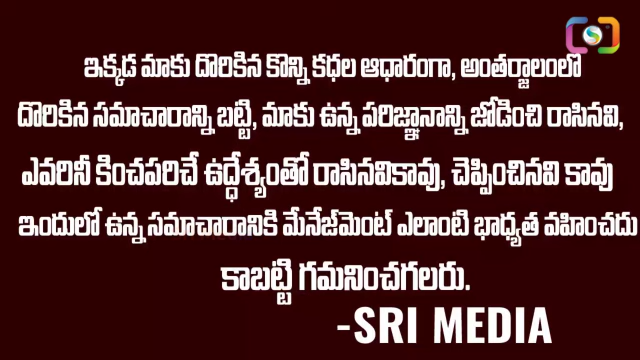 ఇక్కడ మాకు దొరికిన కొన్ని కధల ఆధారంగా, అంతర్జాలంలో
దొరికిన సమాచారాన్ని బట్టి, మాకు ఉన్న పరిజ్ఞానాన్ని జోడించి రాసినవి,
ఎవరినీ కించపరిచే ఉద్దేశ్యంతో రాసినవికావు, చెప్పించినవి కావు
ఇందులో ఉన్న సమాచారానికి మేనేజ్‌మెంట్ ఎలాంటి భాధ్యత వహించదు
కాబట్టి గమనించగలరు.
-SRI MEDIA